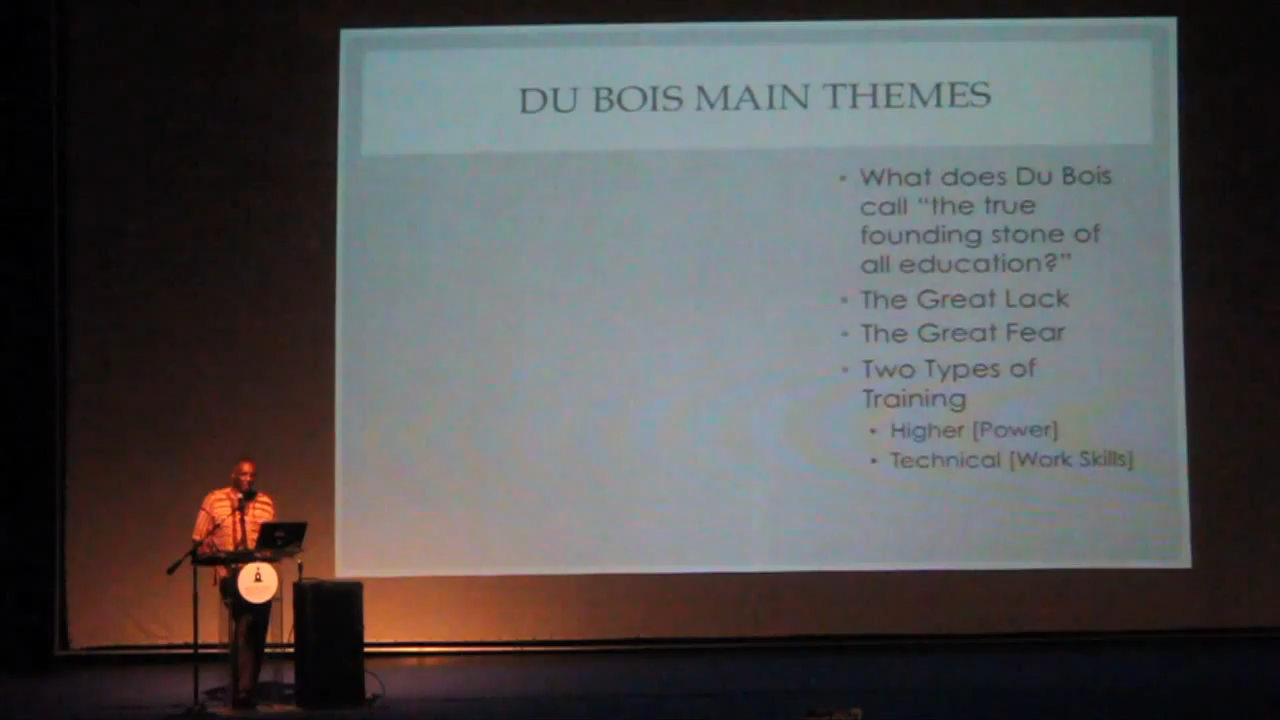 DU BOIS MAIN THEMES
• What does Du Bois
call “the true
founding stone of
all education?”
• The Great Lack
• The Great Fear
• Two Types of
Training
• Higher [Power]
• Technical [Work Skills]